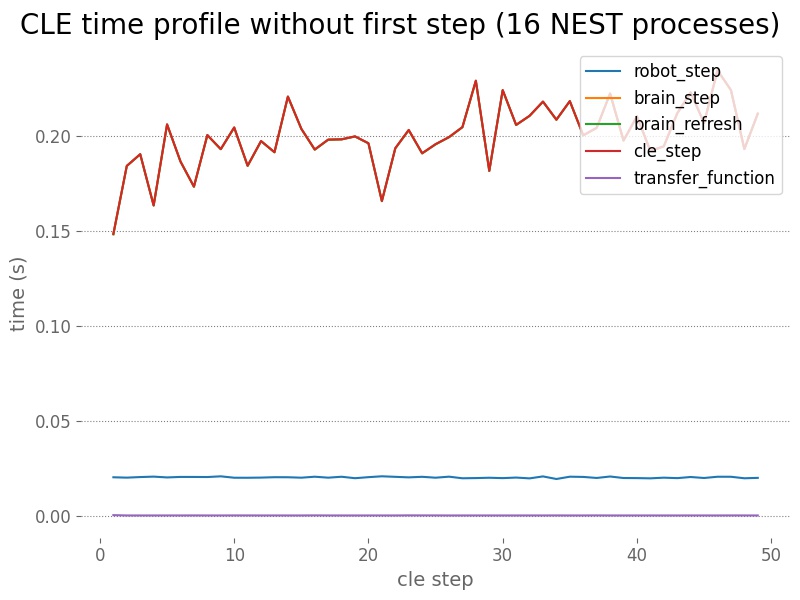 CLE time profile without first step (16 NEST processes)
robot_step
brain_step
brain_refresh
cle_step
transfer_function
time (s)
0.20
0.15
0.10
0.05
0.00
0 10 20 30 40 50
cle step